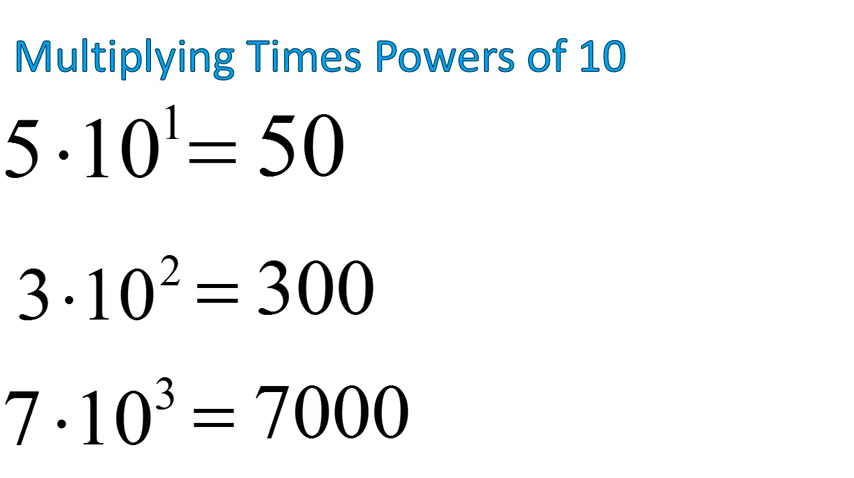 Multiplying Times Powers of 10
5 · 10¹ = 50
3 · 10² = 300
7 · 10³ = 7000